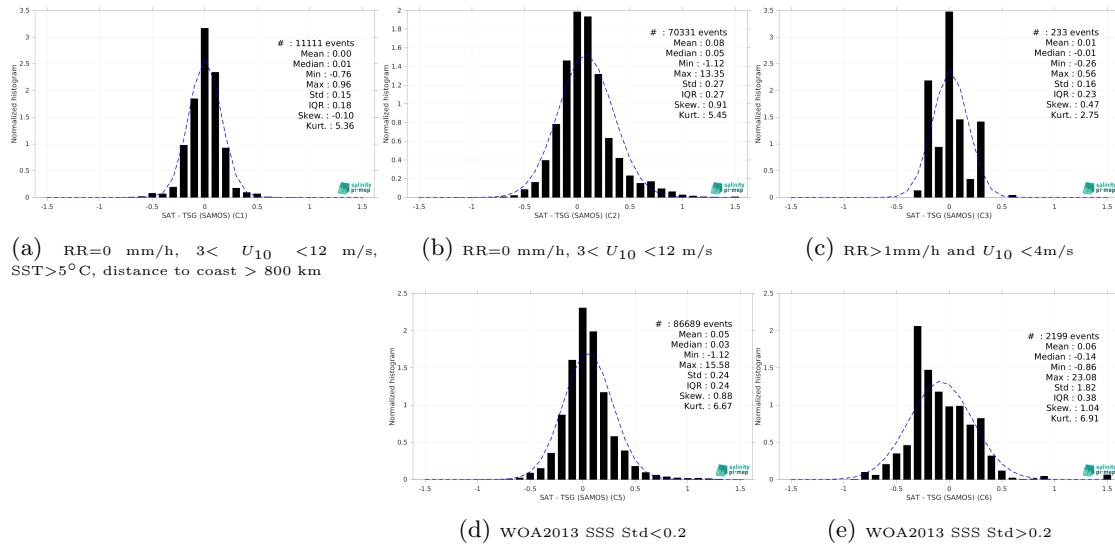 3.5
3
2.5
2
1.5
1
0.5
0
Normalized histogram
# : 11111 events
Mean : 0.00
Median : 0.01
Min : -0.76
Max : 0.96
Std : 0.15
IQR : 0.18
Skew. : -0.10
Kurt. : 5.36
salinity
pi-mep
-1.5 -1 -0.5 0 0.5 1 1.5
SAT - TSG (SAMOS) (C1)
(a) RR=0 mm/h, 3< U10 <12 m/s,
SST>5°C, distance to coast > 800 km
2
1.8
1.6
1.4
1.2
1
0.8
0.6
0.4
0.2
0
Normalized histogram
# : 70331 events
Mean : 0.08
Median : 0.05
Min : -1.12
Max : 13.35
Std : 0.27
IQR : 0.27
Skew : 0.91
Kurt. : 5.45
salinity
pi-mep
-1.5 -1 -0.5 0 0.5 1 1.5
SAT - TSG (SAMOS) (C2)
(b) RR=0 mm/h, 3< U10 <12 m/s
3.5
3
2.5
2
1.5
1
0.5
0
Normalized histogram
# : 233 events
Mean : 0.01
Median : -0.01
Min : -0.26
Max : 0.56
Std : 0.16
IQR : 0.23
Skew : 0.47
Kurt. : 2.75
salinity
pi-mep
-1.5 -1 -0.5 0 0.5 1 1.5
SAT - TSG (SAMOS) (C3)
(c) RR>1mm/h and U10 <4m/s
2.5
2
1.5
1
0.5
0
Normalized histogram
# : 86689 events
Mean : 0.05
Median : 0.03
Min : -1.12
Max : 15.58
Std : 0.24
IQR : 0.24
Skew : 0.88
Kurt. : 6.67
salinity
pi-mep
-1.5 -1 -0.5 0 0.5 1 1.5
SAT - TSG (SAMOS) (C5)
(d) WOA2013 SSS Std<0.2
2.5
2
1.5
1
0.5
0
Normalized histogram
# : 2199 events
Mean : 0.06
Median : -0.14
Min : -0.86
Max : 23.08
Std : 1.82
IQR : 0.38
Skew : 1.04
Kurt. : 6.91
salinity
pi-mep
-1.5 -1 -0.5 0 0.5 1 1.5
SAT - TSG (SAMOS) (C6)
(e) WOA2013 SSS Std>0.2